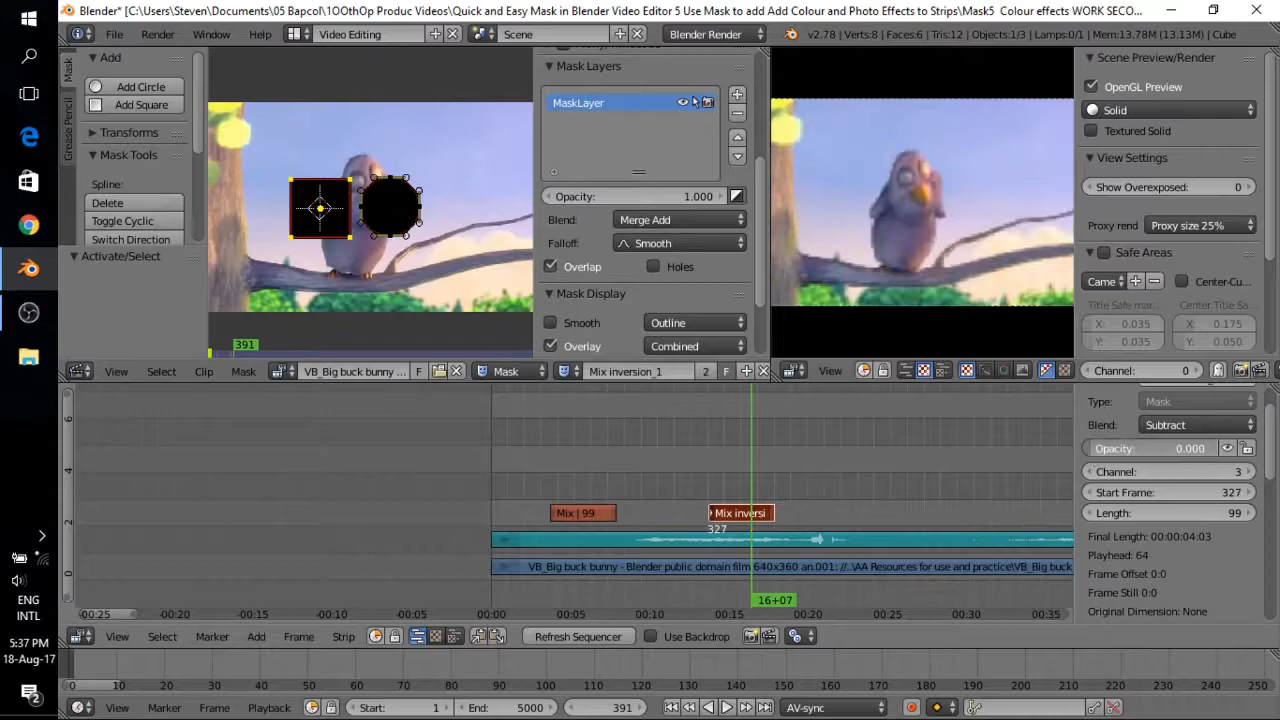 Blender* [C:\Users\Steven\Documents\05 Bapcol\1OOthOp Produc Videos\Quick and Easy Mask in Blender Video Editor 5 Use Mask to add Add Colour and Photo Effects to Strips\Mask5  Colour effects WORK SECO...
File
Render
Window
Help
Video Editing
Scene
Blender Render
v2.78 | Verts:8 | Faces:6 | Tris:12 | Objects:1/3 | Lamps:0/1 | Mem:13.78M (13.13M) | Cube
Mask
Grease Pencil
Add
Add Circle
Add Square
Transforms
Mask Tools
Spline:
Delete
Toggle Cyclic
Switch Direction
Activate/Select
391
Mask Layers
MaskLayer
Opacity: 1.000
Blend: Merge Add
Falloff: Smooth
Overlap
Holes
Mask Display
Smooth
Outline
Overlay
Combined
Scene Preview/Render
OpenGL Preview
Solid
Textured Solid
View Settings
Show Overexposed: 0
Proxy rend
Proxy size 25%
Safe Areas
Came
Center-Cu...
Title Safe mar...
Center Title Sa...
X: 0.035
X: 0.175
Y: 0.035
Y: 0.050
View
Select
Clip
Mask
VB_Big buck bunny ...
F
Mask
Mix inversion_1
2
F
View
Channel: 0
6
4
2
0
Mix | 99
Mix inversi
327
VB_Big buck bunny - Blender public domain film 640x360 an.001: //..\AA Resources for use and practice\VB_Big buck
16+07
-00:25
-00:20
-00:15
-00:10
-00:05
00:00
00:05
00:10
00:15
00:20
00:25
00:30
00:35
Type: Mask
Blend: Subtract
Opacity: 0.000
Channel: 3
Start Frame: 327
Length: 99
Final Length: 00:00:04:03
Playhead: 64
Frame Offset 0:0
Frame Still 0:0
Original Dimension: None
View
Select
Marker
Add
Frame
Strip
Refresh Sequencer
Use Backdrop
0
10
20
30
40
50
60
70
80
90
100
110
120
130
140
150
160
170
180
190
200
210
220
230
240
250
View
Marker
Frame
Playback
Start: 1
End: 5000
391
AV-sync
ENG
INTL
5:37 PM
18-Aug-17
2